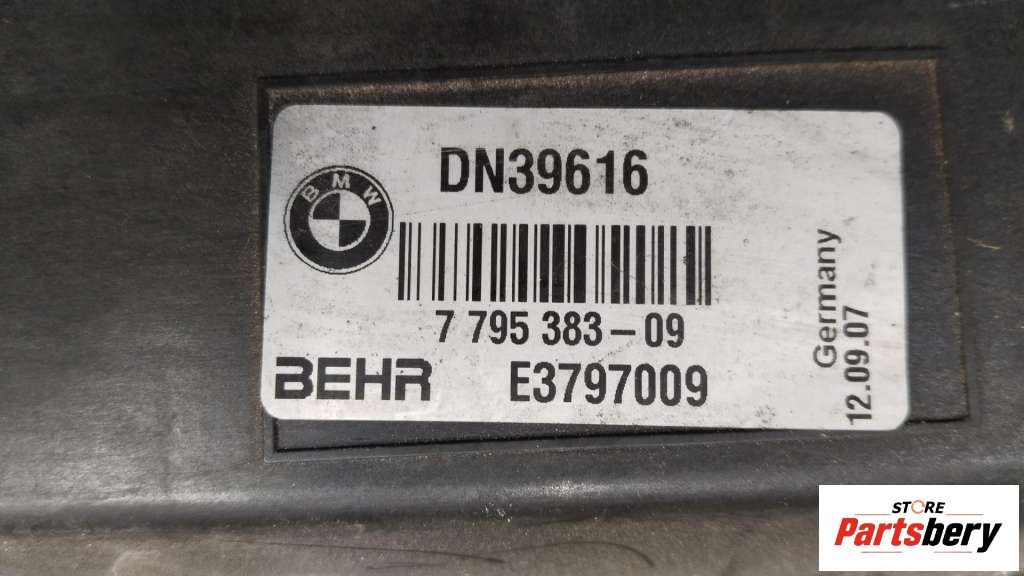 DN39616
BMW
7 795 383-09
BEHR E3797009
Germany
12.09.07
STORE
Partsbery